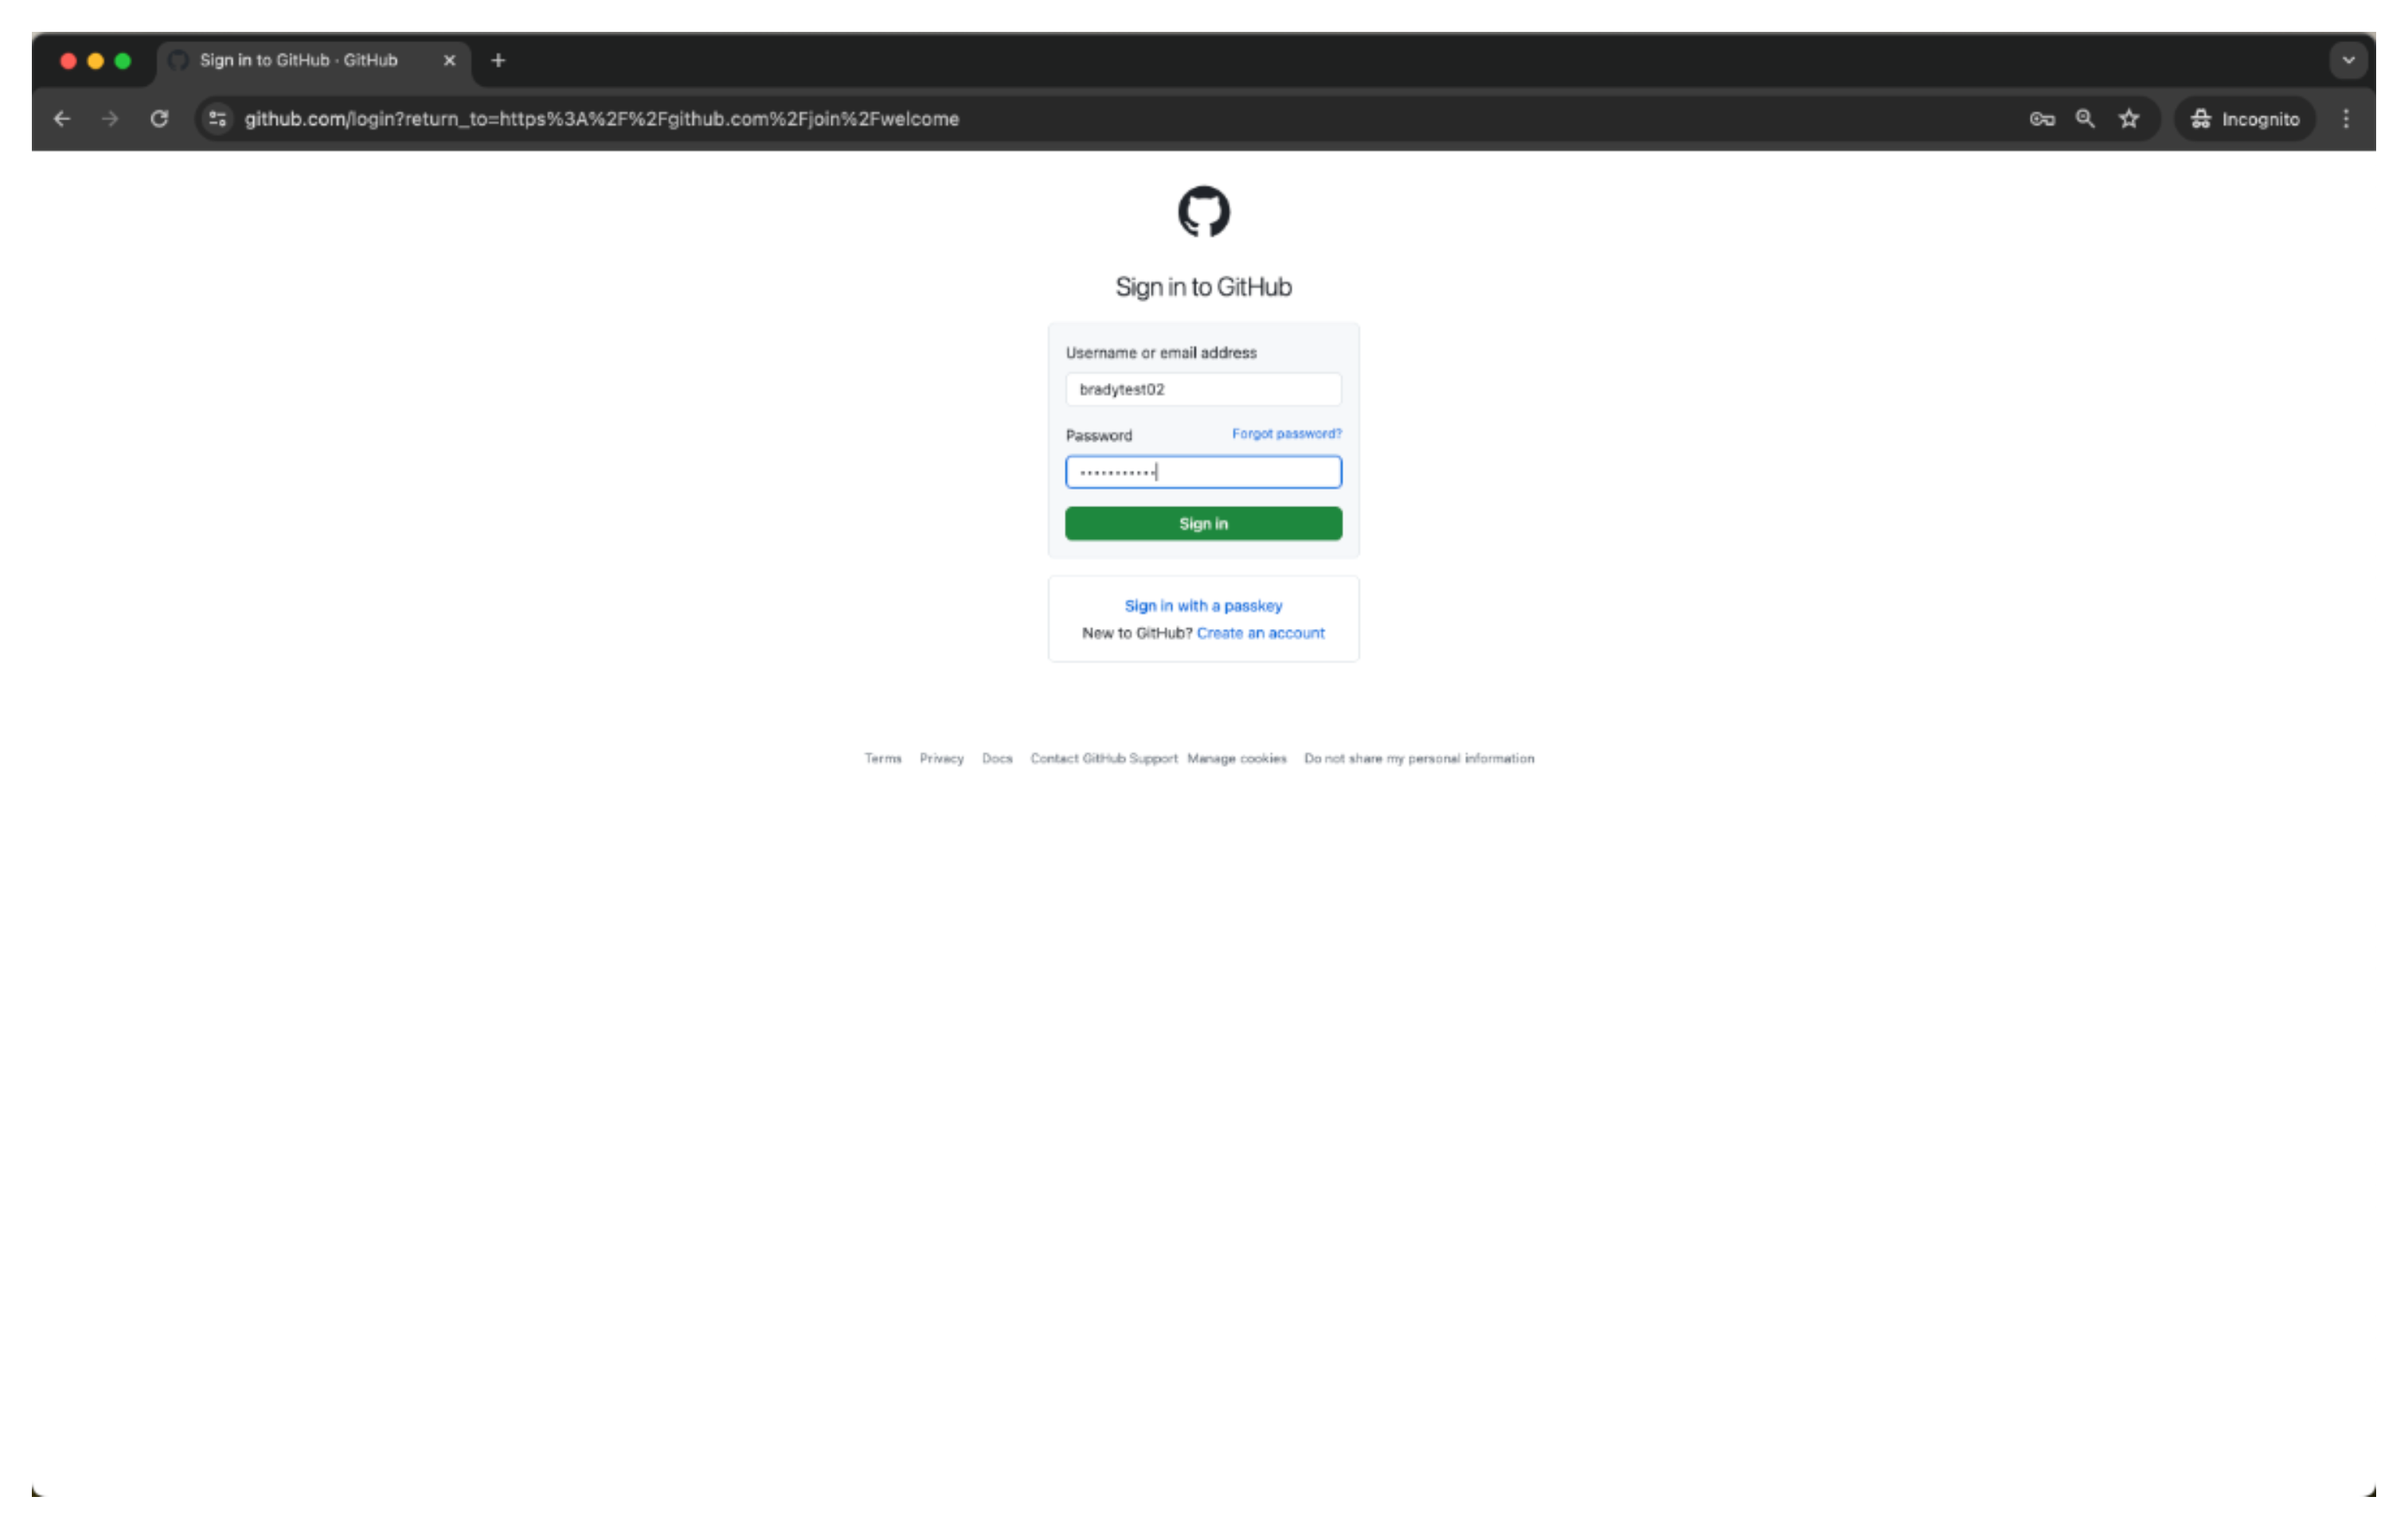 Sign in to GitHub · GitHub
github.com/login?return_to=https%3A%2F%2Fgithub.com%2Fjoin%2Fwelcome
Incognito
Sign in to GitHub
Username or email address
bradytest02
Password Forgot password?
Sign in
Sign in with a passkey
New to GitHub? Create an account
Terms Privacy Docs Contact GitHub Support Manage cookies Do not share my personal information